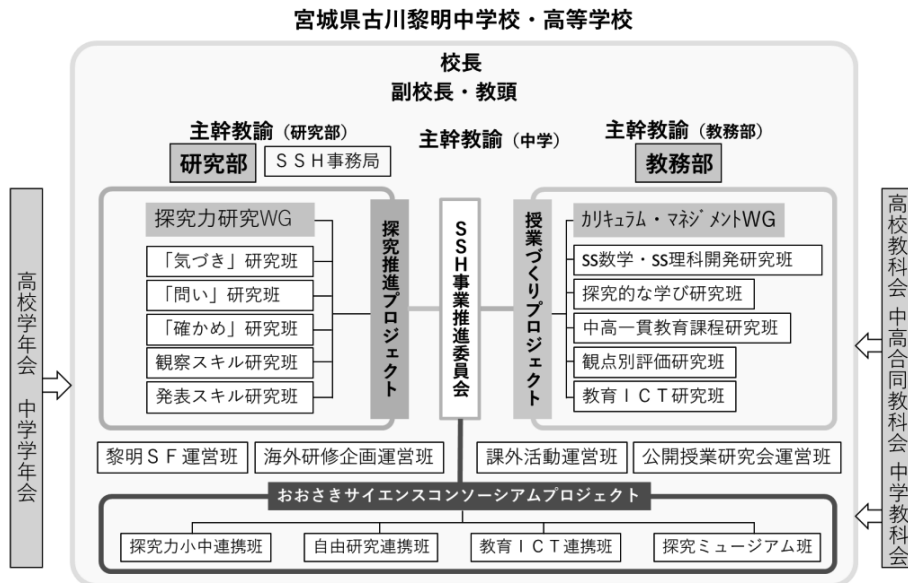 宮城県古川黎明中学校・高等学校
校長
副校長・教頭
主幹教諭（研究部）
主幹教諭（中学）
主幹教諭（教務部）
研究部
ＳＳＨ事務局
教務部
高校学年会　中学学年会
探究力研究WG
「気づき」研究班
「問い」研究班
「確かめ」研究班
観察スキル研究班
発表スキル研究班
探究推進プロジェクト
ＳＳＨ事業推進委員会
授業づくりプロジェクト
ｶﾘｷｭﾗﾑ・ﾏﾈｼﾞﾒﾝﾄWG
SS数学・SS理科開発研究班
探究的な学び研究班
中高一貫教育課程研究班
観点別評価研究班
教育ＩＣＴ研究班
高校教科会　中高合同教科会　中学教科会
黎明ＳＦ運営班
海外研修企画運営班
課外活動運営班
公開授業研究会運営班
おおさきサイエンスコンソーシアムプロジェクト
探究力小中連携班
自由研究連携班
教育ＩＣＴ連携班
探究ミュージアム班